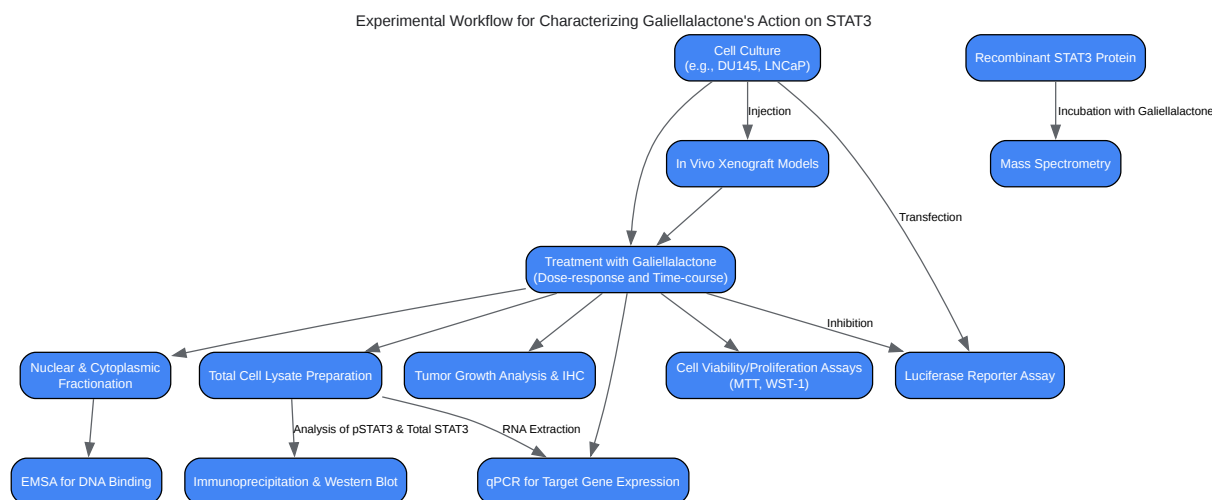 Experimental Workflow for Characterizing Galiellalactone's Action on STAT3
Cell Culture
(e.g., DU145, LNCaP)
Recombinant STAT3 Protein
Injection
Incubation with Galiellalactone
In Vivo Xenograft Models
Mass Spectrometry
Transfection
Treatment with Galiellalactone
(Dose-response and Time-course)
Inhibition
Nuclear & Cytoplasmic
Fractionation
Total Cell Lysate Preparation
Tumor Growth Analysis & IHC
Cell Viability/Proliferation Assays
(MTT, WST-1)
Luciferase Reporter Assay
Analysis of pSTAT3 & Total STAT3
RNA Extraction
EMSA for DNA Binding
Immunoprecipitation & Western Blot
qPCR for Target Gene Expression